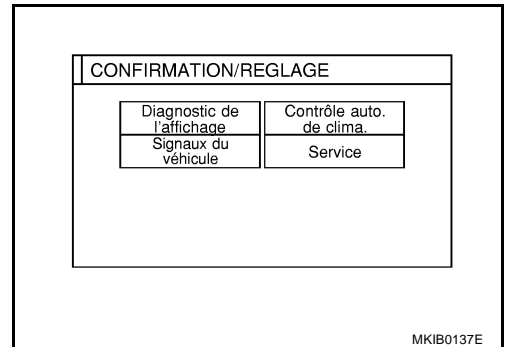 CONFIRMATION/REGLAGE
Diagnostic de
l'affichage
Contrôle auto.
de clima.
Signaux du
véhicule
Service
MKIB0137E